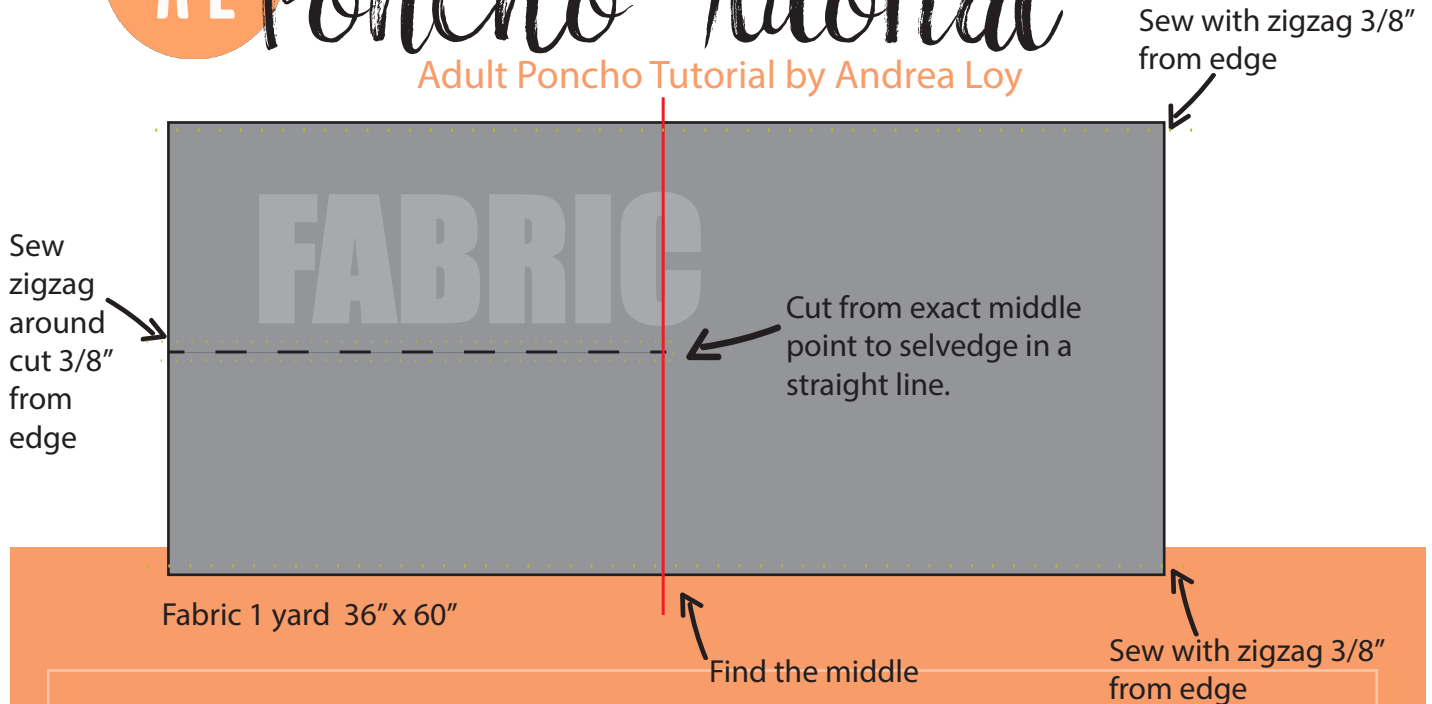 Poncho Tutorial
Adult Poncho Tutorial by Andrea Loy
Sew with zigzag 3/8”
from edge
FABRIC
Sew
zigzag
around
cut 3/8”
from
edge
Cut from exact middle
point to selvedge in a
straight line.
Fabric 1 yard 36” x 60”
Find the middle
Sew with zigzag 3/8”
from edge